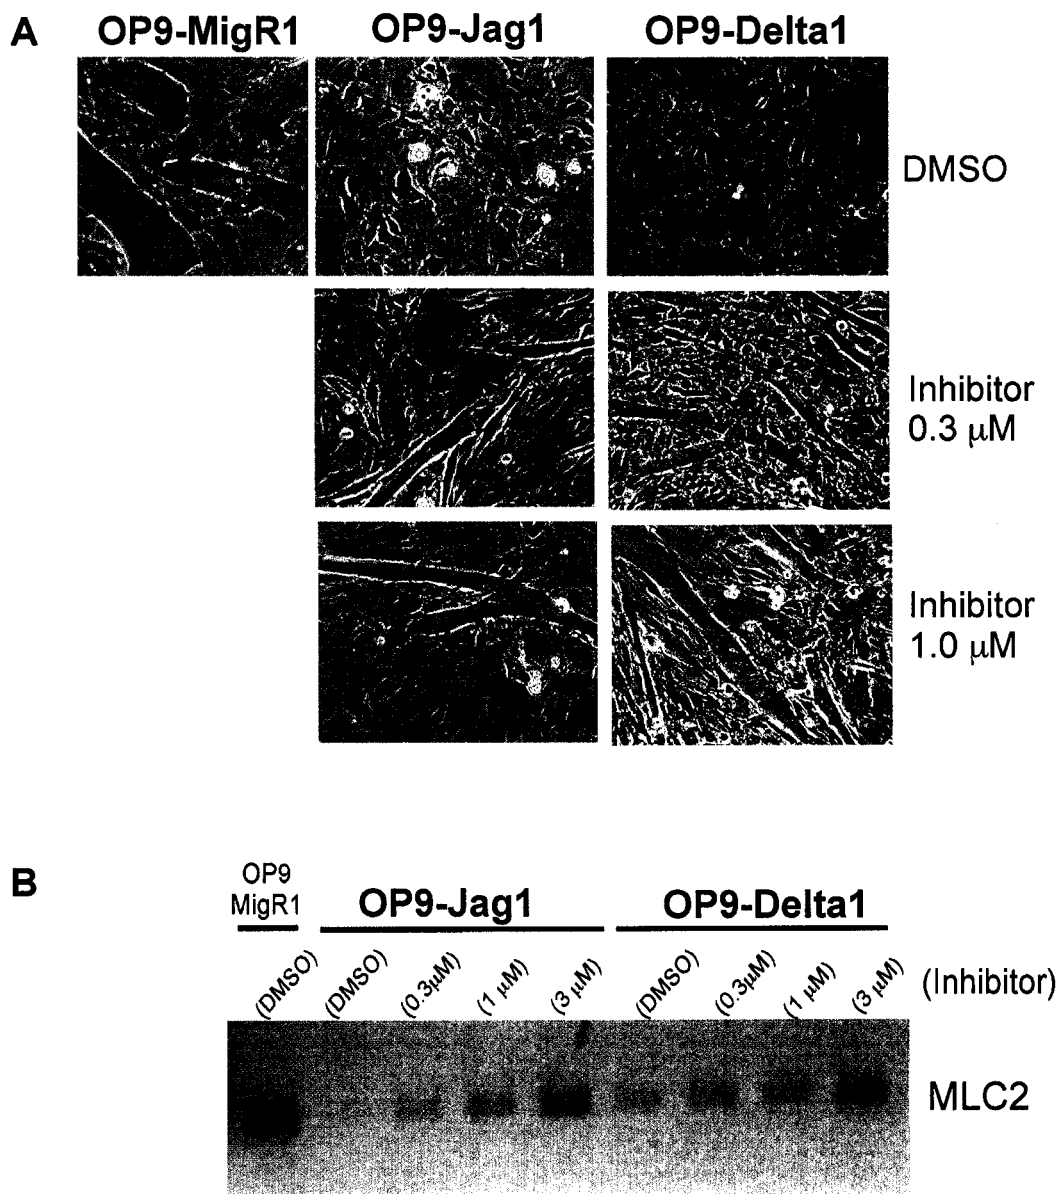 A
OP9-MigR1 OP9-Jag1 OP9-Delta1
DMSO
Inhibitor
0.3 µM
Inhibitor
1.0 µM
B
OP9
MigR1
OP9-Jag1 OP9-Delta1
(DMSO) (DMSO) (0.3µM) (1 µM) (3 µM) (DMSO) (0.3µM) (1 µM) (3 µM) (Inhibitor)
MLC2